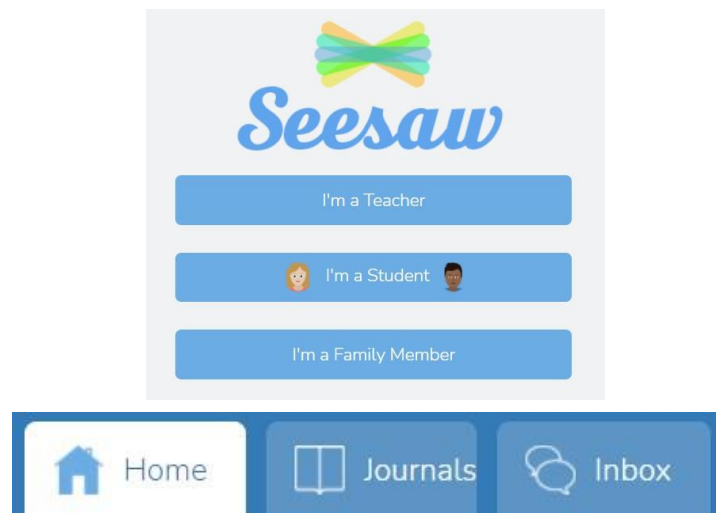 Seesaw
I'm a Teacher
I'm a Student
I'm a Family Member
Home Journals Inbox